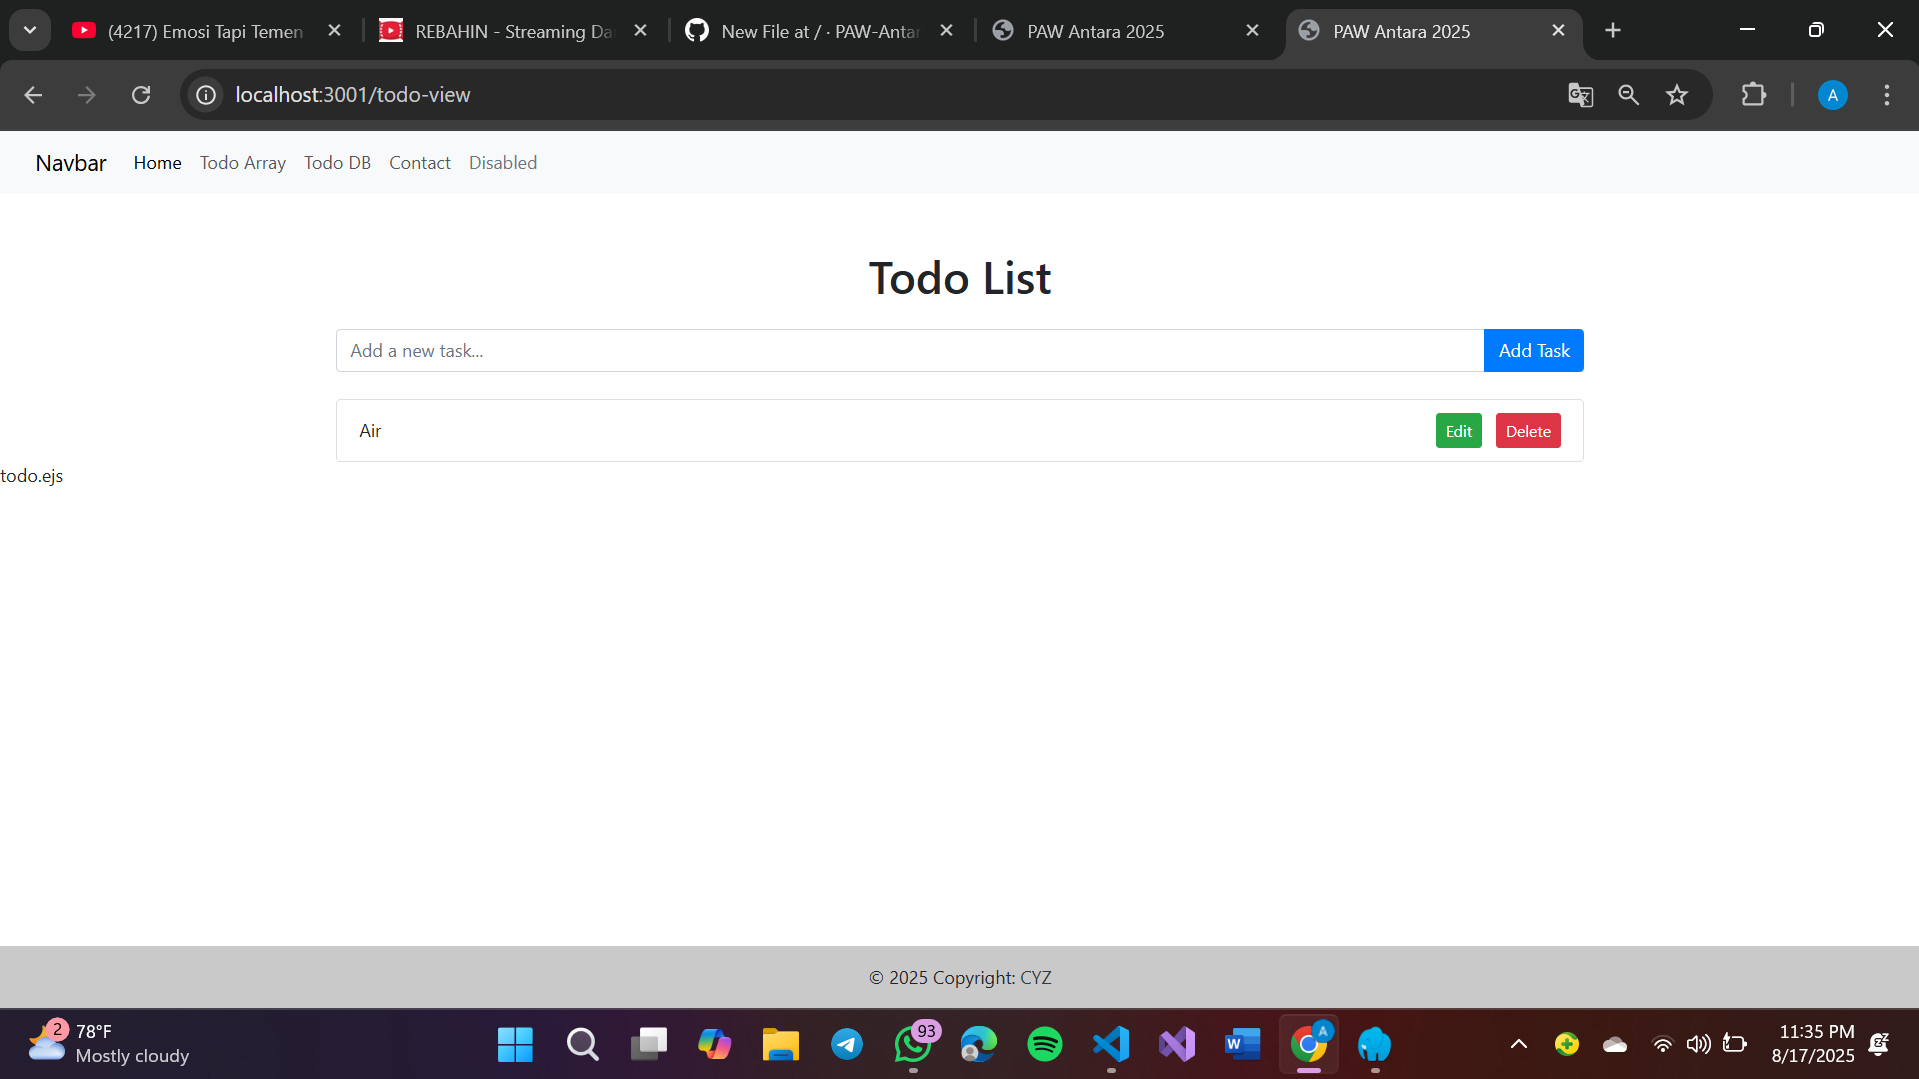 (4217) Emosi Tapi Temen
REBAHIN - Streaming Da
New File at / · PAW-Antar
PAW Antara 2025
PAW Antara 2025
localhost:3001/todo-view
A
Navbar Home Todo Array Todo DB Contact Disabled
Todo List
Add a new task...
Add Task
Air
Edit
Delete
todo.ejs
© 2025 Copyright: CYZ
2
78°F
Mostly cloudy
93
W
A
11:35 PM
8/17/2025